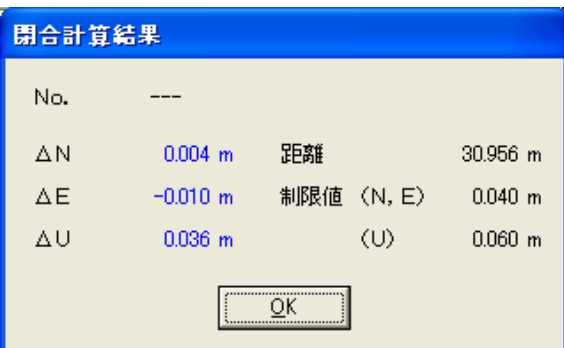 閉合計算結果
No. ---
ΔN 0.004 m 距離 30.956 m
ΔE -0.010 m 制限値 (N, E) 0.040 m
ΔU 0.036 m (U) 0.060 m
OK